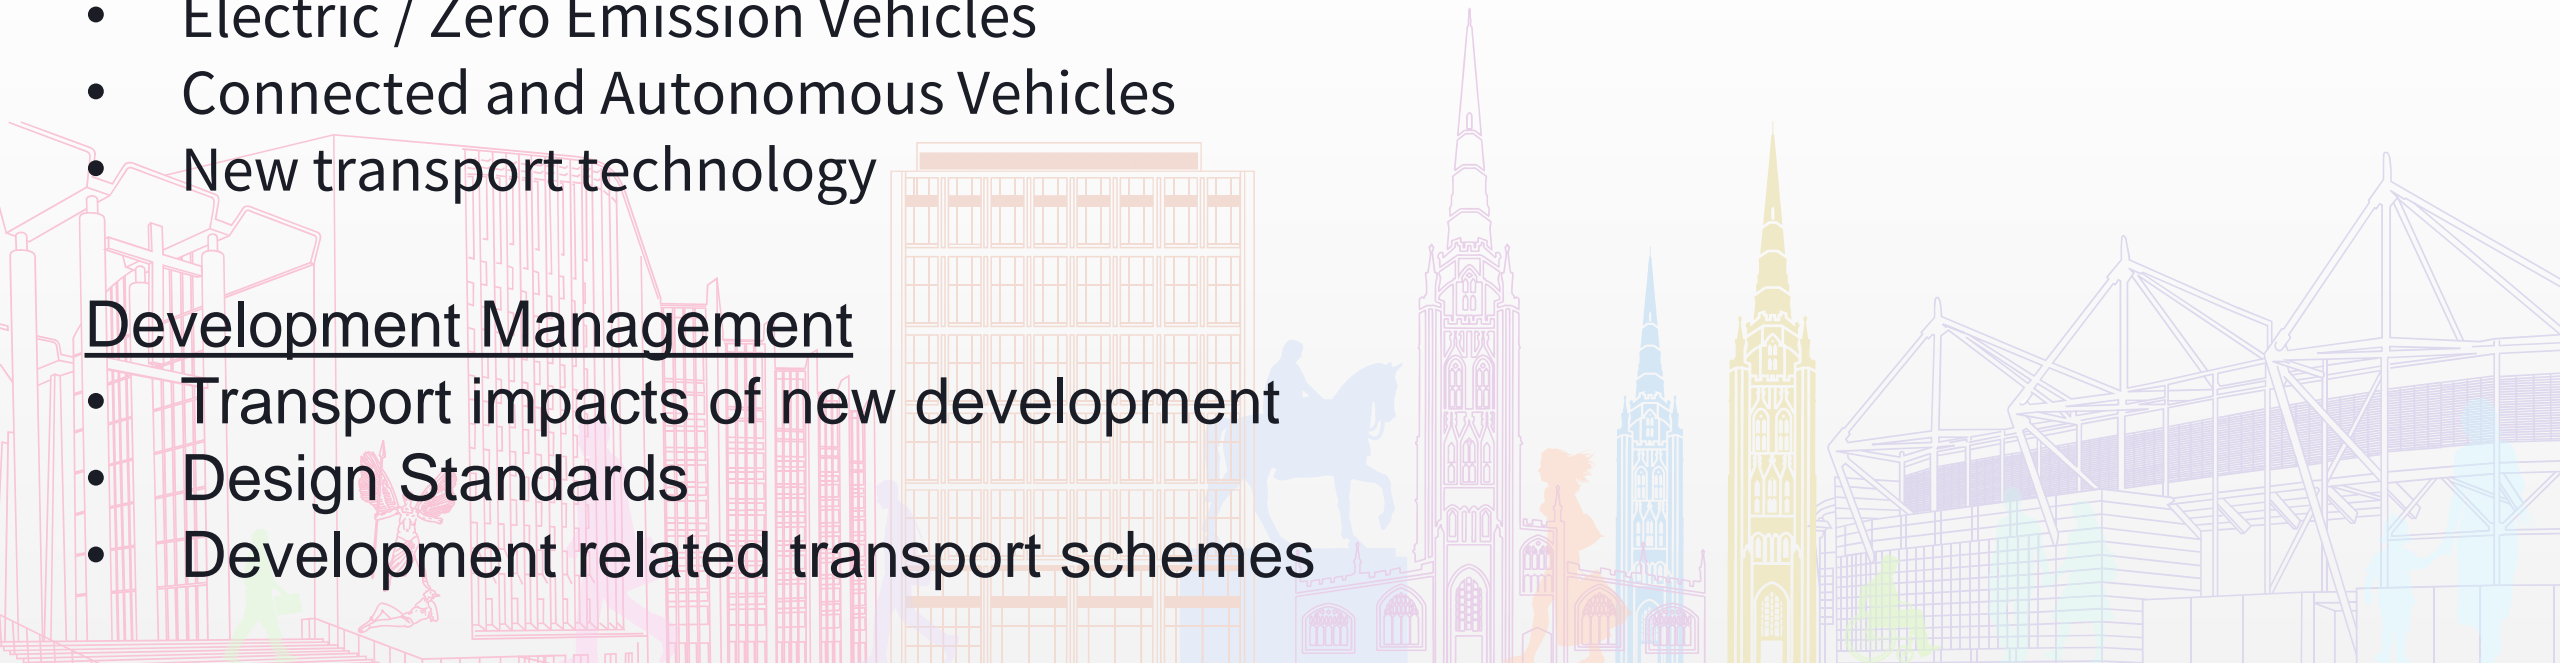 • Electric / Zero Emission Vehicles
• Connected and Autonomous Vehicles
• New transport technology
Development Management
• Transport impacts of new development
• Design Standards
• Development related transport schemes